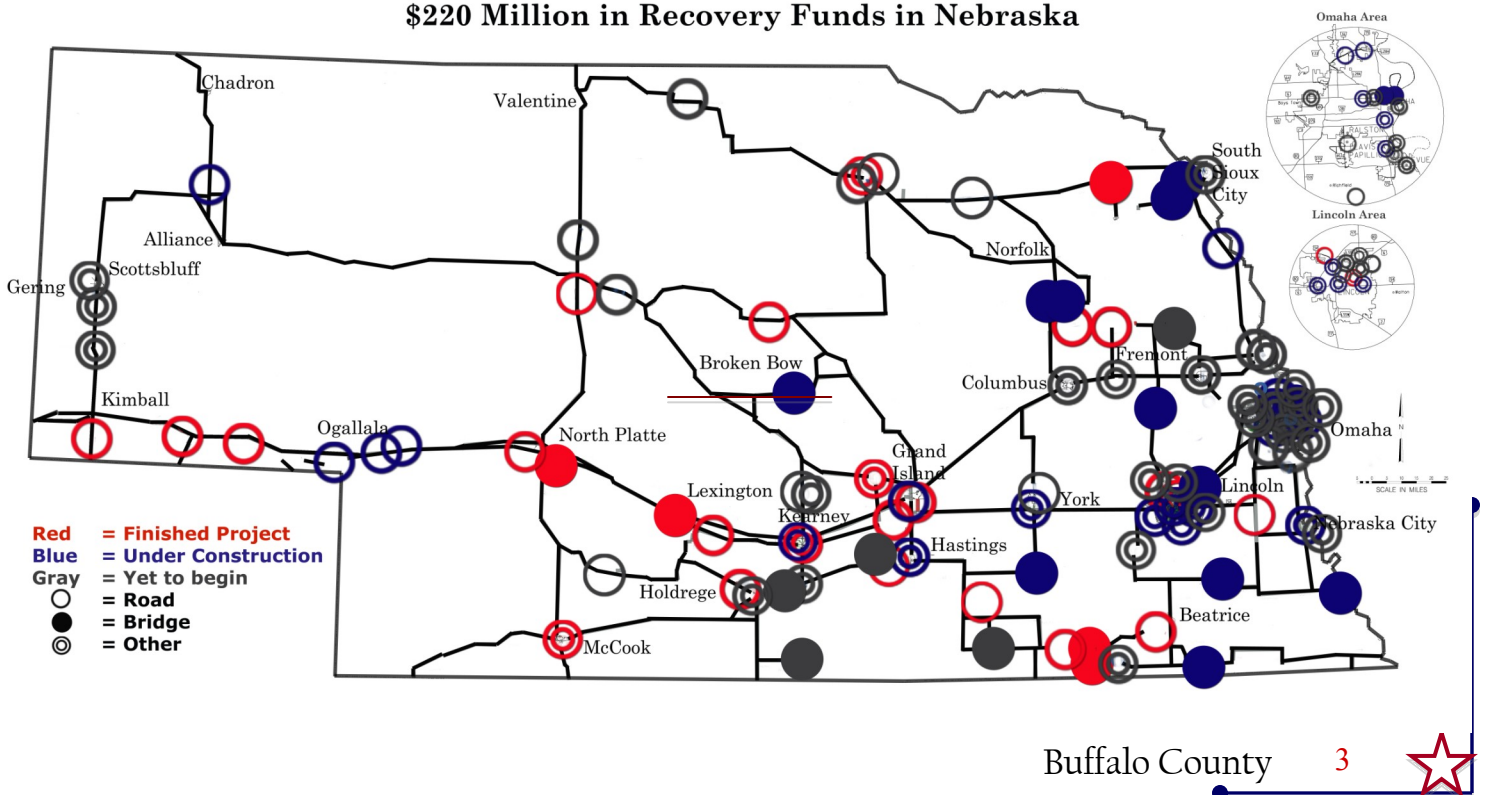 $220 Million in Recovery Funds in Nebraska
Omaha Area
Chadron
Valentine
South
Sioux
City
RALSTON
Lincoln Area
Alliance
Norfolk
Scottsbluff
Gering
Broken Bow
Fremont
Columbus
Kimball
Ogallala
North Platte
Omaha
N
Grand
Island
SCALE IN MILES
Lexington
York
Lincoln
Kearney
Nebraska City
Hastings
Red = Finished Project
Blue = Under Construction
Gray = Yet to begin
= Road
= Bridge
= Other
Holdrege
Beatrice
McCook
Buffalo County 3